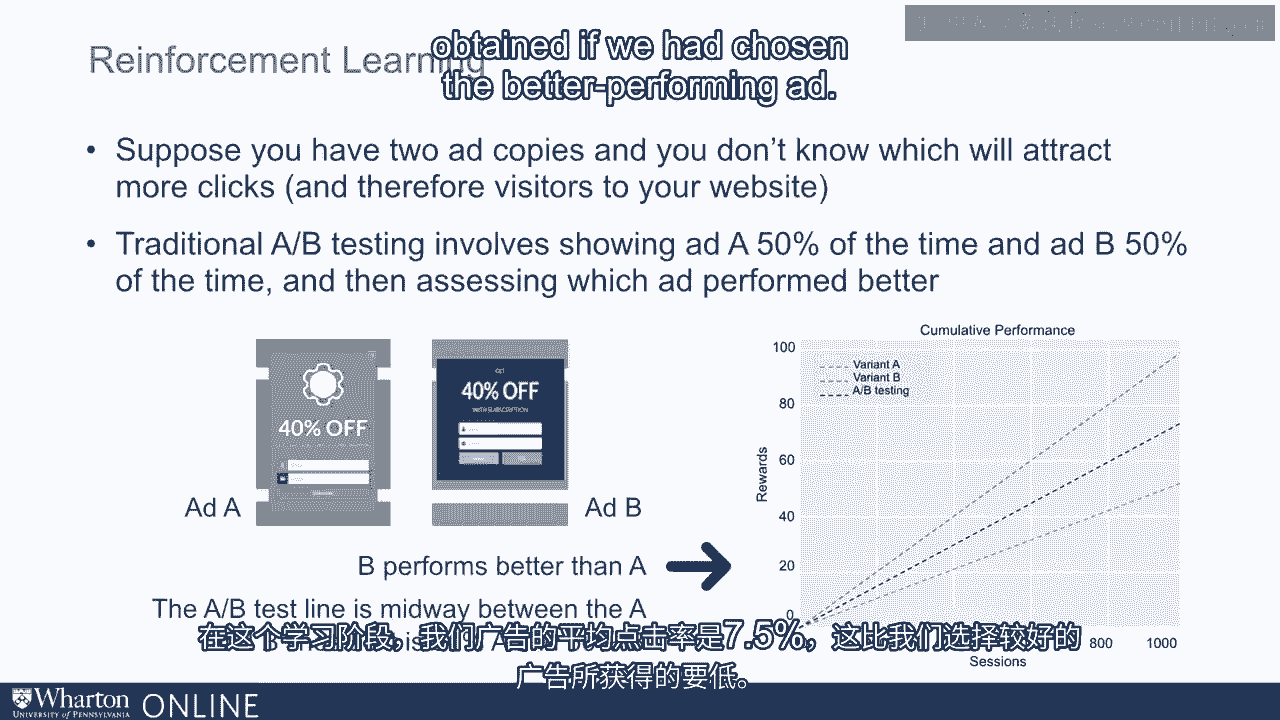 obtained if we had chosen
the better-performing ad.
Reinforcement Learning
• Suppose you have two ad copies and you don’t know which will attract
more clicks (and therefore visitors to your website)
• Traditional A/B testing involves showing ad A 50% of the time and ad B 50%
of the time, and then assessing which ad performed better
40% OFF
Ad A
40% OFF
WITH SUBSCRIPTION
Ad B
B performs better than A
The A/B test line is midway between the A
Cumulative Performance
Variant A
Variant B
A/B testing
Rewards
100
80
60
40
20
0
800
1000
Sessions
在这个学习阶段，我们广告的平均点击率是7.5%，这比我们选择较好的
广告所获得的要低。
Wharton
UNIVERSITY of PENNSYLVANIA
ONLINE